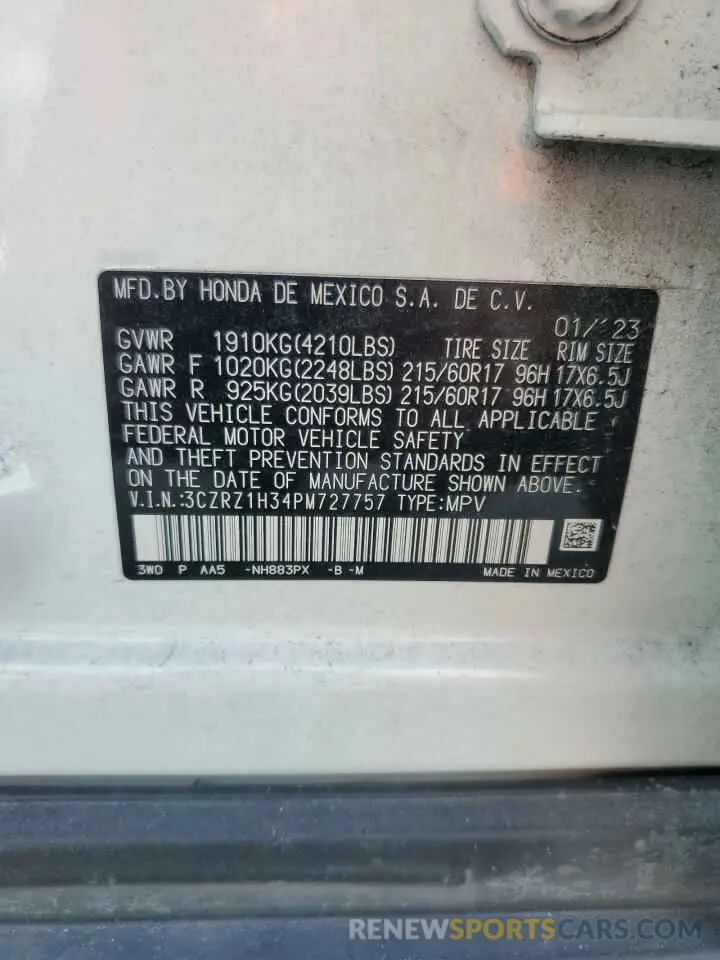 MFD.BY HONDA DE MEXICO S.A. DE C.V.
01/'23
GVWR 1910KG(4210LBS) TIRE SIZE RIM SIZE
GAWR F 1020KG(2248LBS) 215/60R17 96H 17X6.5J
GAWR R 925KG(2039LBS) 215/60R17 96H 17X6.5J
THIS VEHICLE CONFORMS TO ALL APPLICABLE
FEDERAL MOTOR VEHICLE SAFETY
AND THEFT PREVENTION STANDARDS IN EFFECT
ON THE DATE OF MANUFACTURE SHOWN ABOVE.
V.I.N.:3CZRZ1H34PM727757 TYPE:MPV
3W0 P AA5 -NH883PX -B -M MADE IN MEXICO
RENEWSPORTSCARS.COM